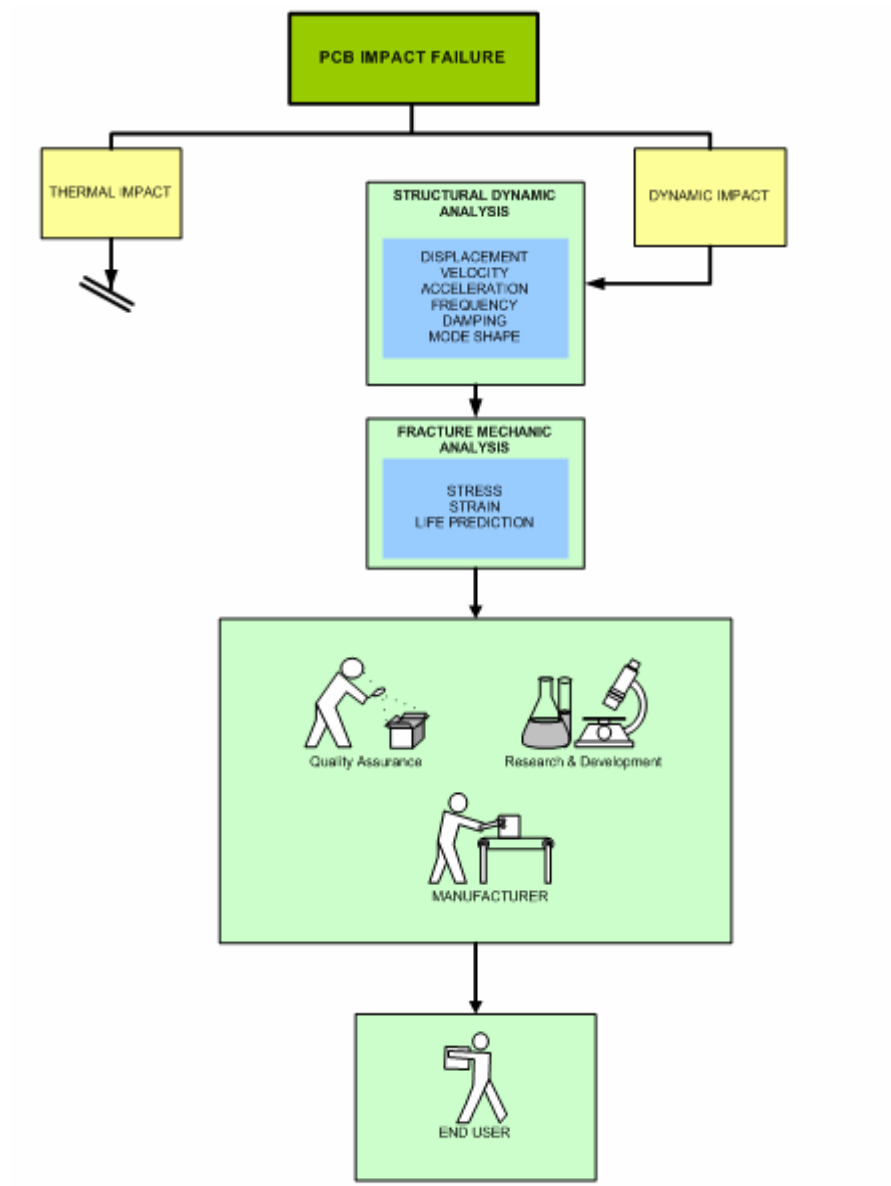 PCB IMPACT FAILURE
THERMAL IMPACT
DYNAMIC IMPACT
STRUCTURAL DYNAMIC
ANALYSIS
DISPLACEMENT
VELOCITY
ACCELERATION
FREQUENCY
DAMPING
MODE SHAPE
FRACTURE MECHANIC
ANALYSIS
STRESS
STRAIN
LIFE PREDICTION
Quality Assurance
Research & Development
MANUFACTURER
END USER